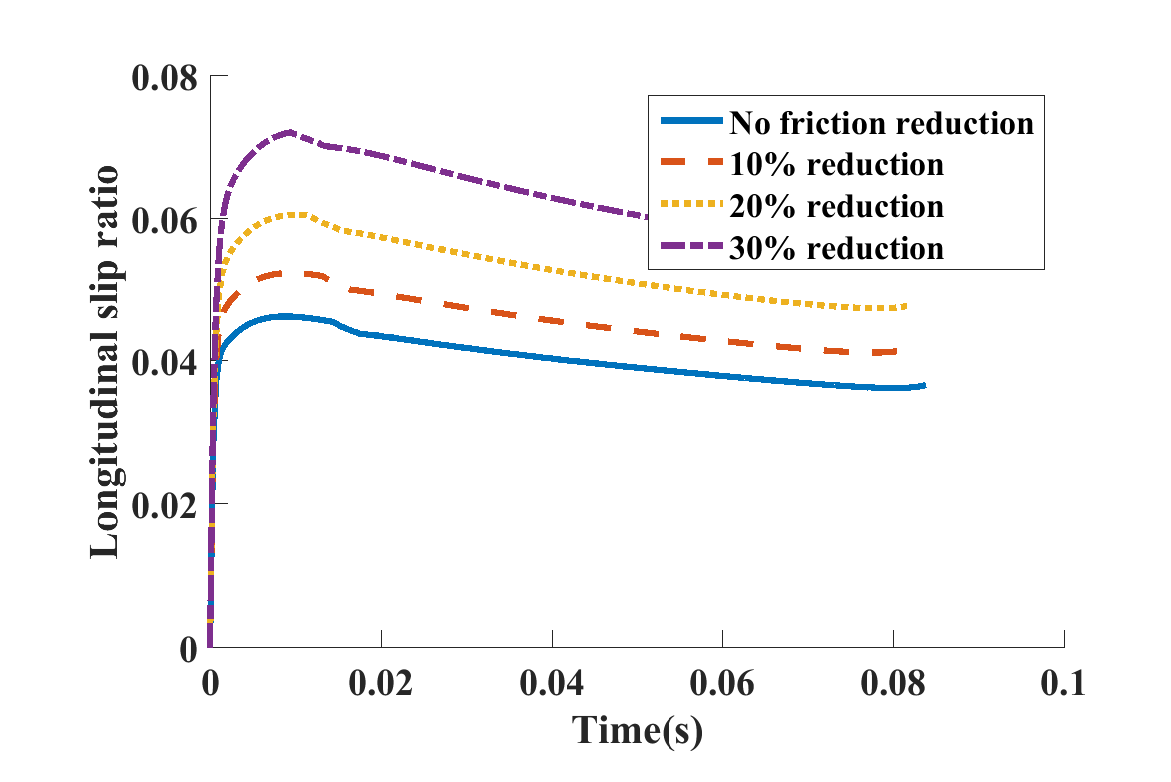 0.08
0.06
0.04
0.02
0
Longitudinal slip ratio
No friction reduction
10% reduction
20% reduction
30% reduction
0 0.02 0.04 0.06 0.08 0.1
Time(s)